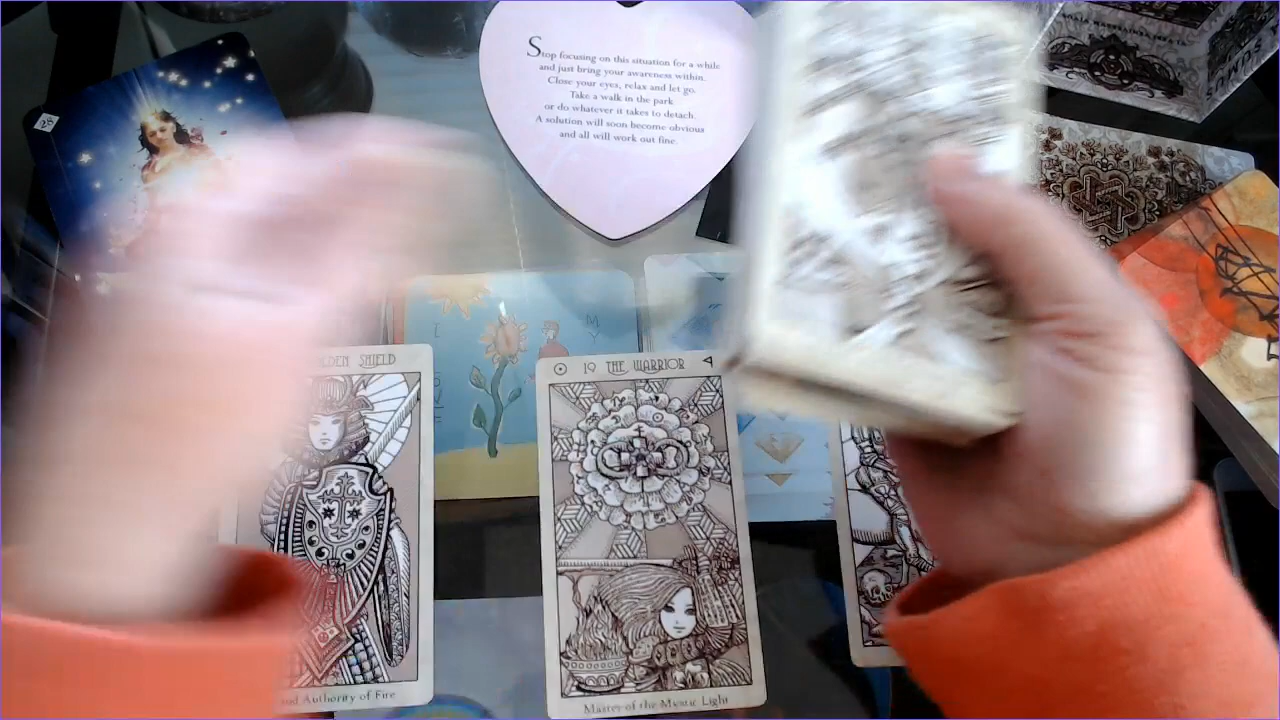 Stop focusing on this situation for a while
and just bring your awareness within.
Close your eyes, relax and let go.
Take a walk in the park
or do whatever it takes to detach.
A solution will soon become obvious
and all will work out fine.
28
SHIELD
19 THE WARRIOR
Authority of Fire
Master of the Mystic Light